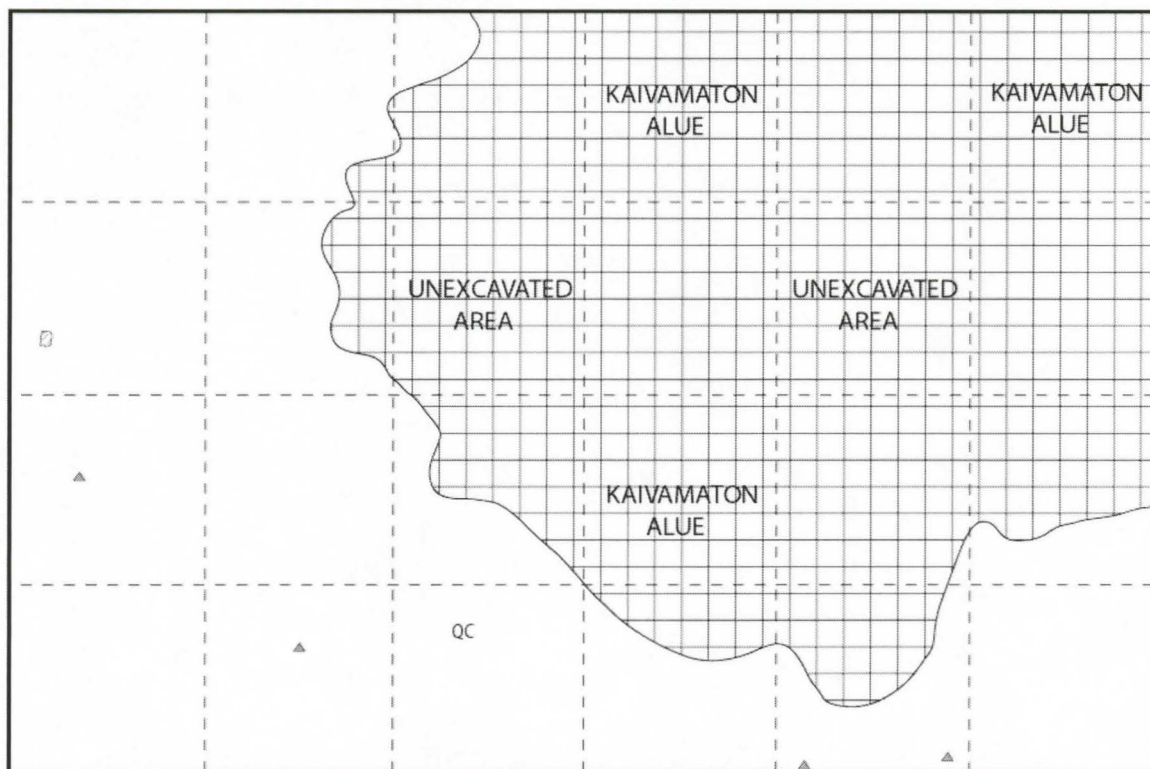 KAIVAMATON
ALUE
KAIVAMATON
ALUE
UNEXCAVATED
AREA
UNEXCAVATED
AREA
KAIVAMATON
ALUE
QC